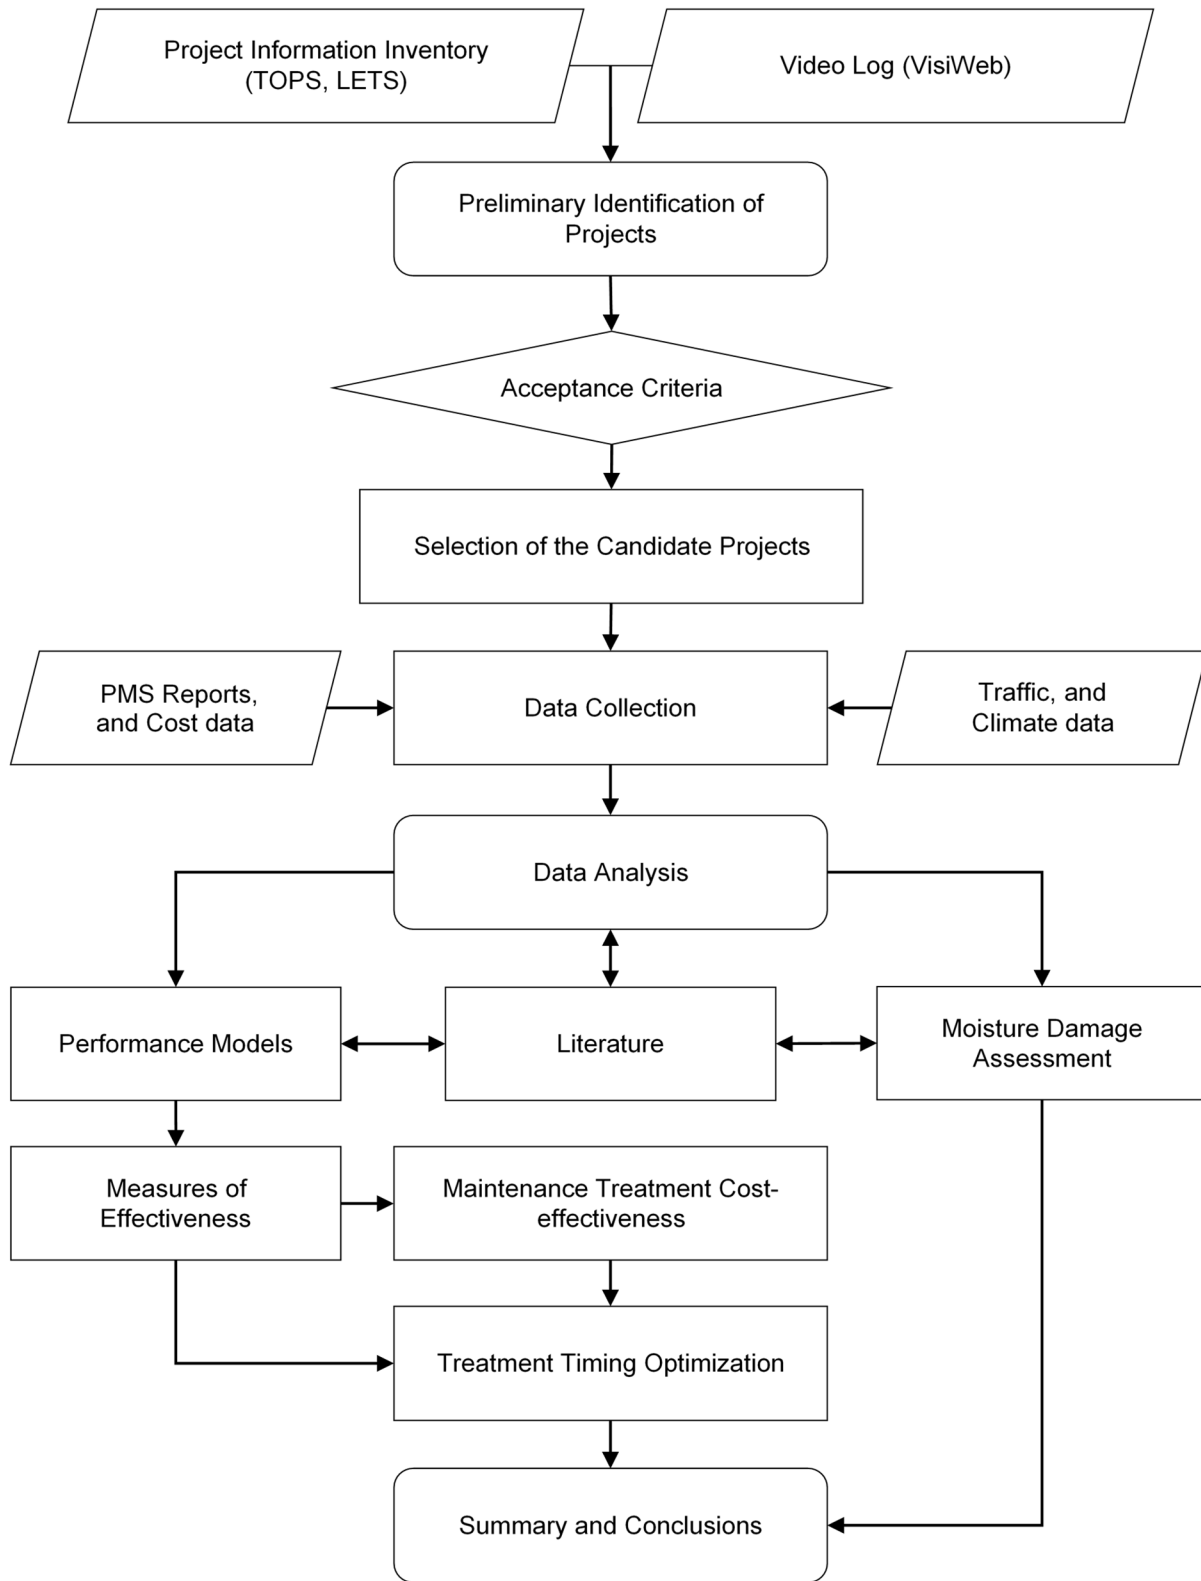 Project Information Inventory
(TOPS, LETS)
Video Log (VisiWeb)
Preliminary Identification of
Projects
Acceptance Criteria
Selection of the Candidate Projects
PMS Reports,
and Cost data
Data Collection
Traffic, and
Climate data
Data Analysis
Performance Models
Literature
Moisture Damage
Assessment
Measures of
Effectiveness
Maintenance Treatment Cost-
effectiveness
Treatment Timing Optimization
Summary and Conclusions